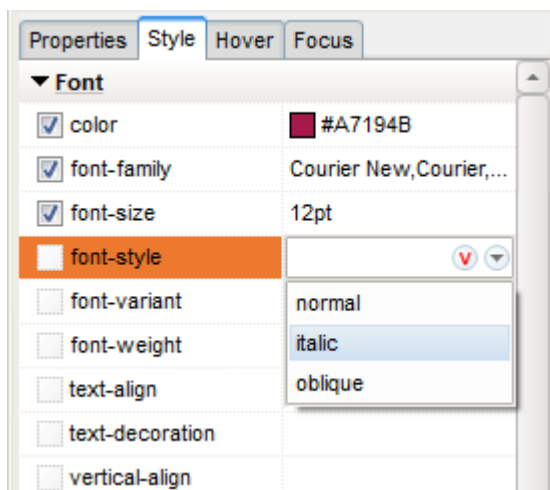 Properties Style Hover Focus
Font
color #A7194B
font-family Courier New,Courier,...
font-size 12pt
font-style V
font-variant normal
font-weight italic
text-align oblique
text-decoration
vertical-align